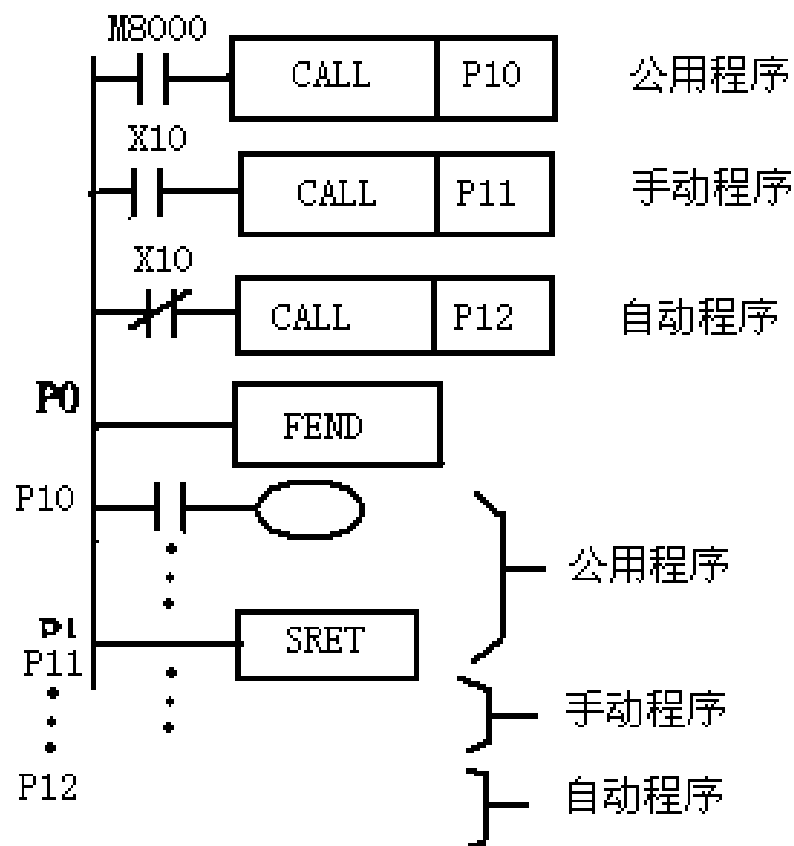 M8000
CALL P10 公用程序
X10
CALL P11 手动程序
X10
CALL P12 自动程序
P0
FEND
P10
公用程序
P1
SRET
P11
手动程序
P12
自动程序